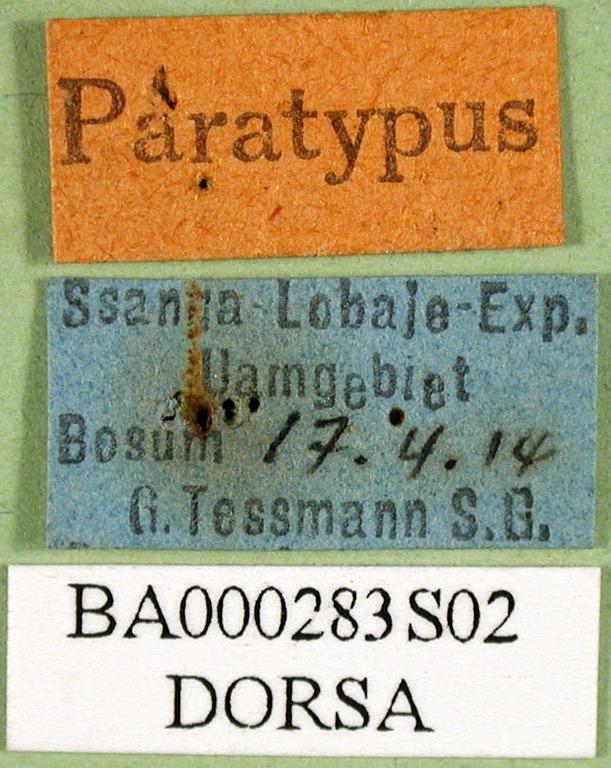 Paratypus
Ssanga-Lobaje-Exp.
Uamgebiet
Bosum 17.4.14
G. Tessmann S.G.
BA000283S02
DORSA